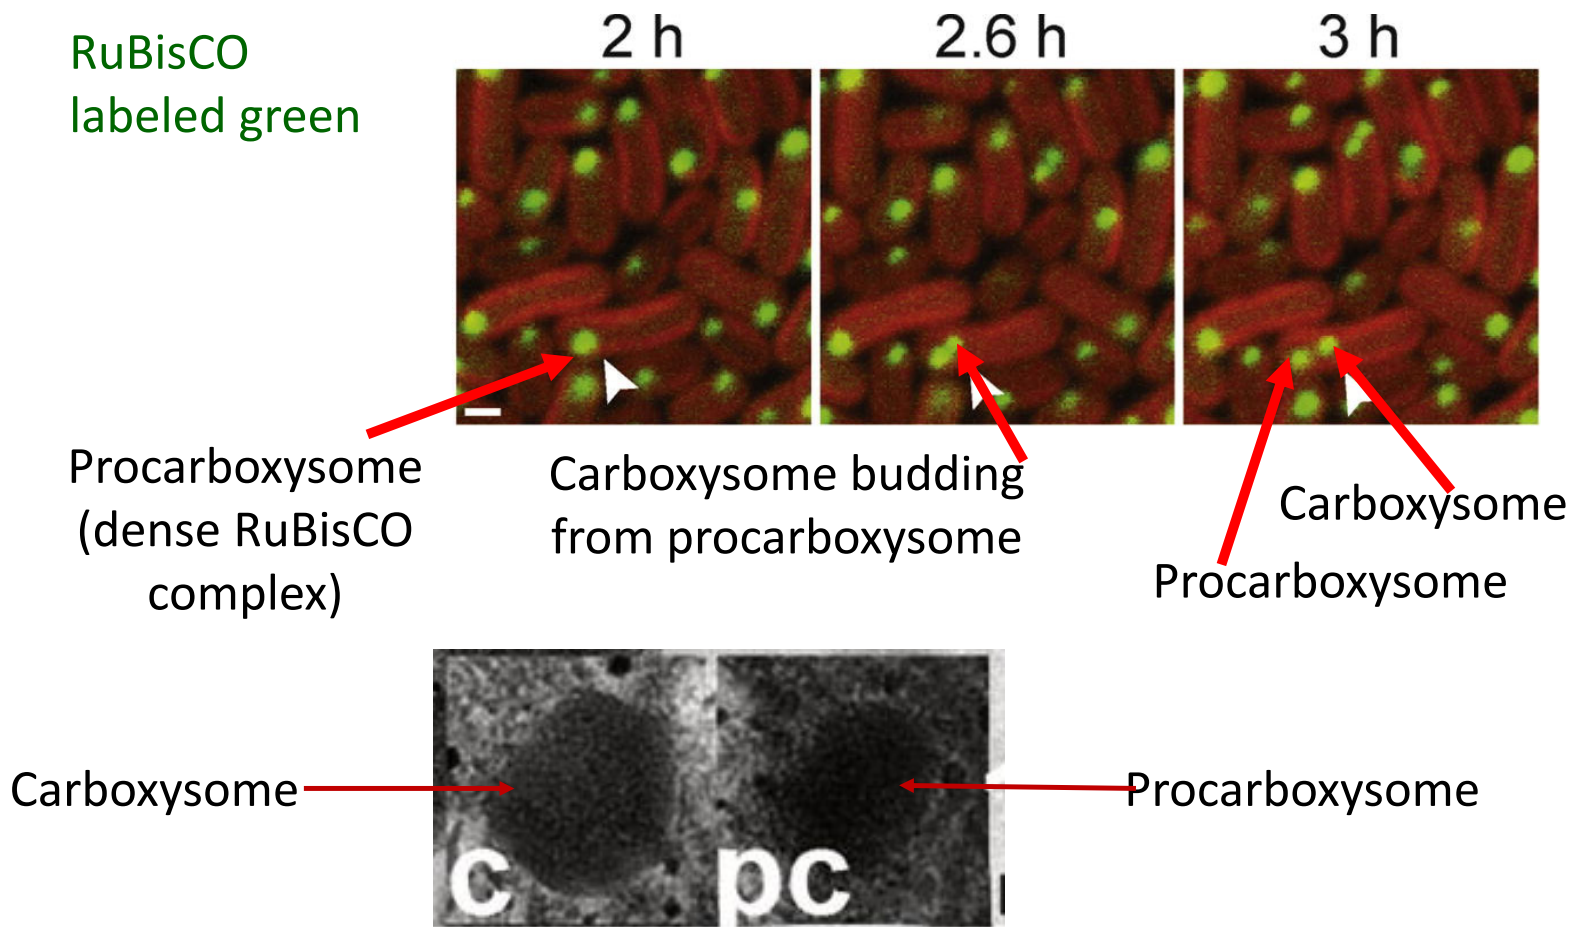 RuBisCO
labeled green
2 h
2.6 h
3 h
Procarboxysome
(dense RuBisCO
complex)
Carboxysome budding
from procarboxysome
Carboxysome
Procarboxysome
Carboxysome
c
pc
Procarboxysome